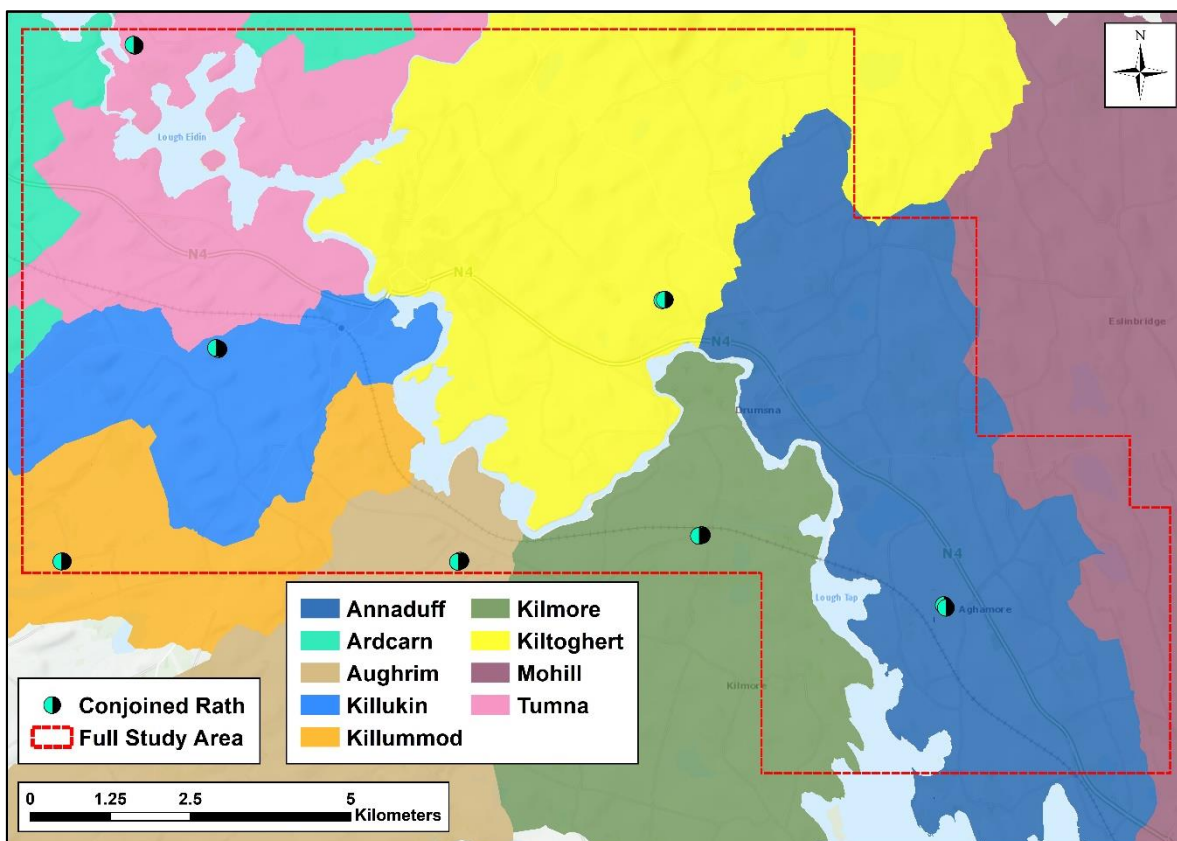 N
Lough Eidin
N4
N4
Eslinbridge
N4
Drumina
N4
Lough Tap
Aghamore
Kilmore
Annaduff
Ardcarn
Aughrim
Killukin
Killummod
Kilmore
Kiltoghert
Mohill
Tumna
Conjoined Rath
Full Study Area
0 1.25 2.5 5
Kilometers